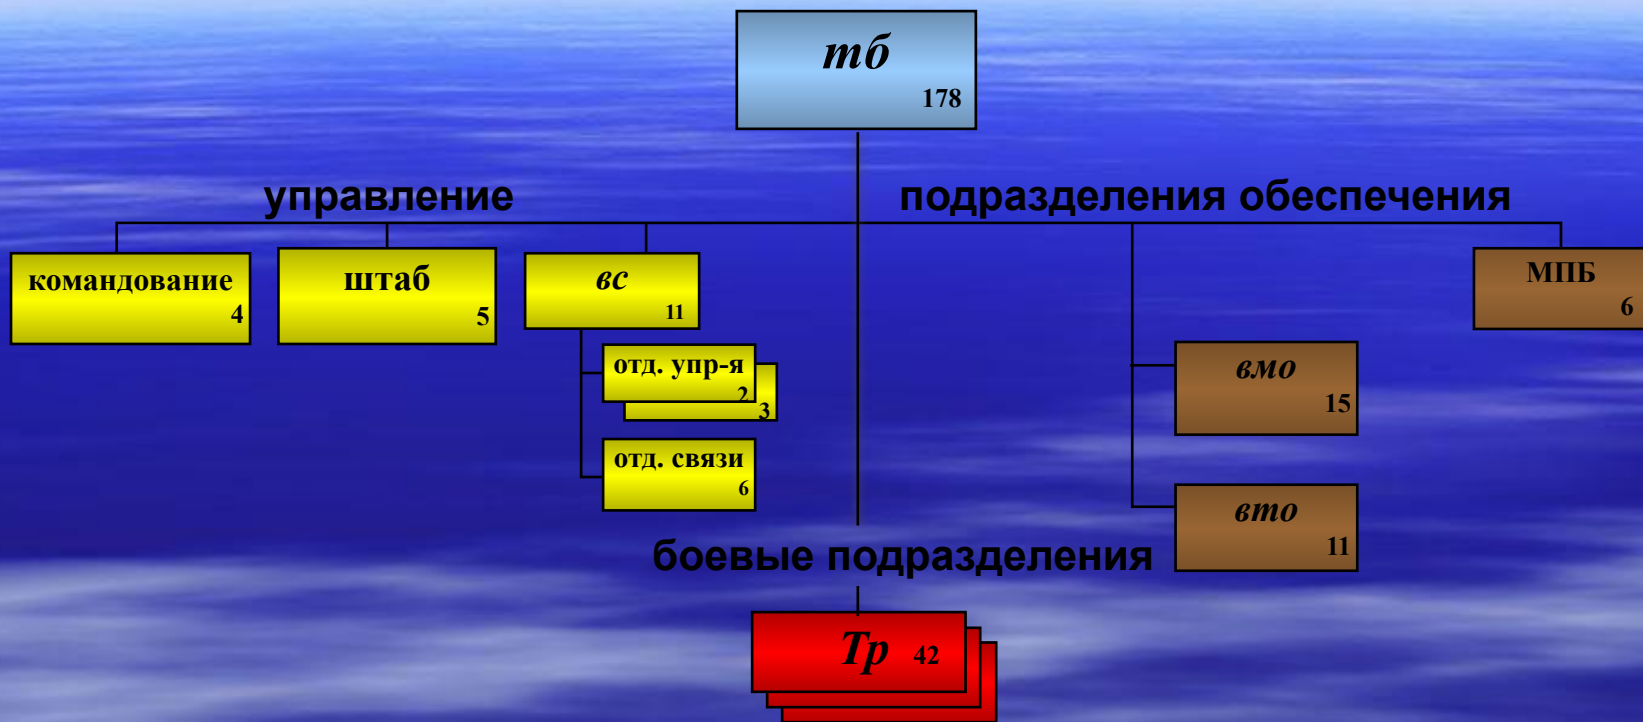 тб
178
управление
подразделения обеспечения
командование
4
штаб
5
вс
11
МПБ
6
отд. упр-я
2
3
вмо
15
отд. связи
6
вто
11
боевые подразделения
Тр 42